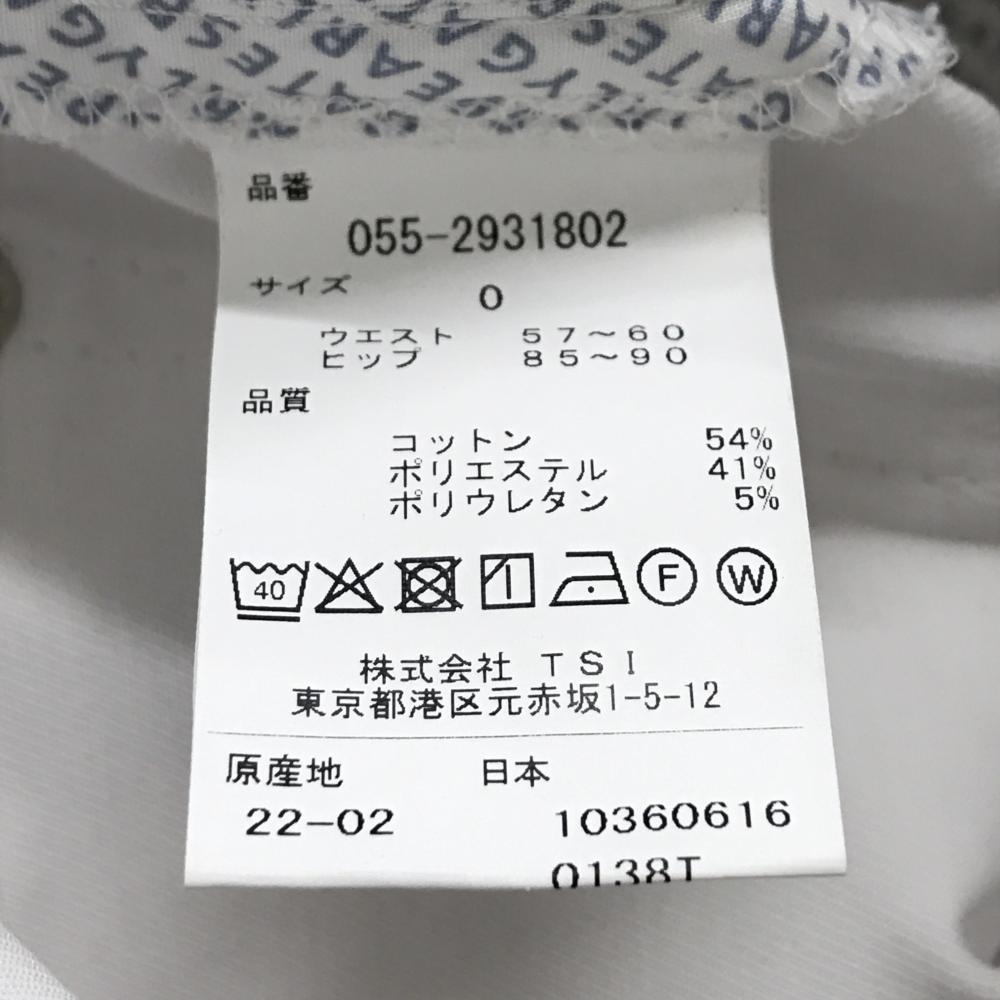 品番
055-2931802
サイズ 0
ウエスト 57～60
ヒップ 85～90
品質
コットン 54%
ポリエステル 41%
ポリウレタン 5%
40 F W
株式会社 TSI
東京都港区元赤坂1-5-12
原産地 日本
22-02 10360616
0138T